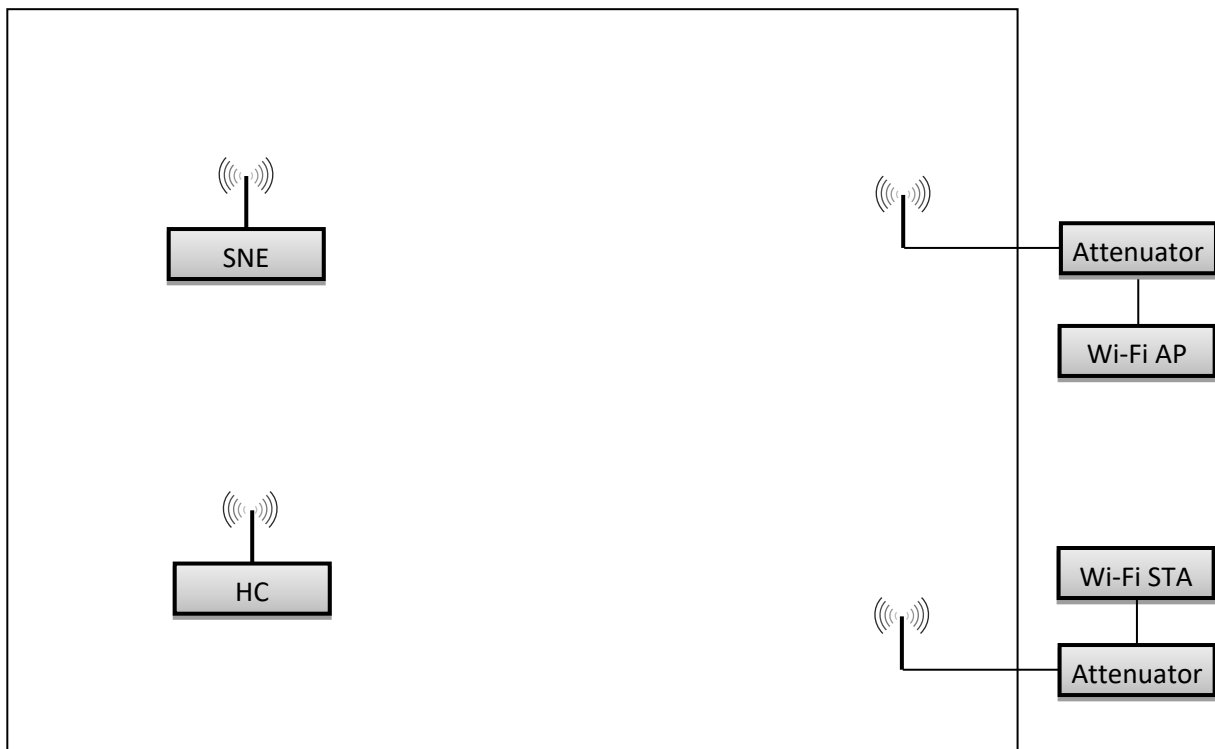 SNE
Attenuator
Wi-Fi AP
HC
Wi-Fi STA
Attenuator